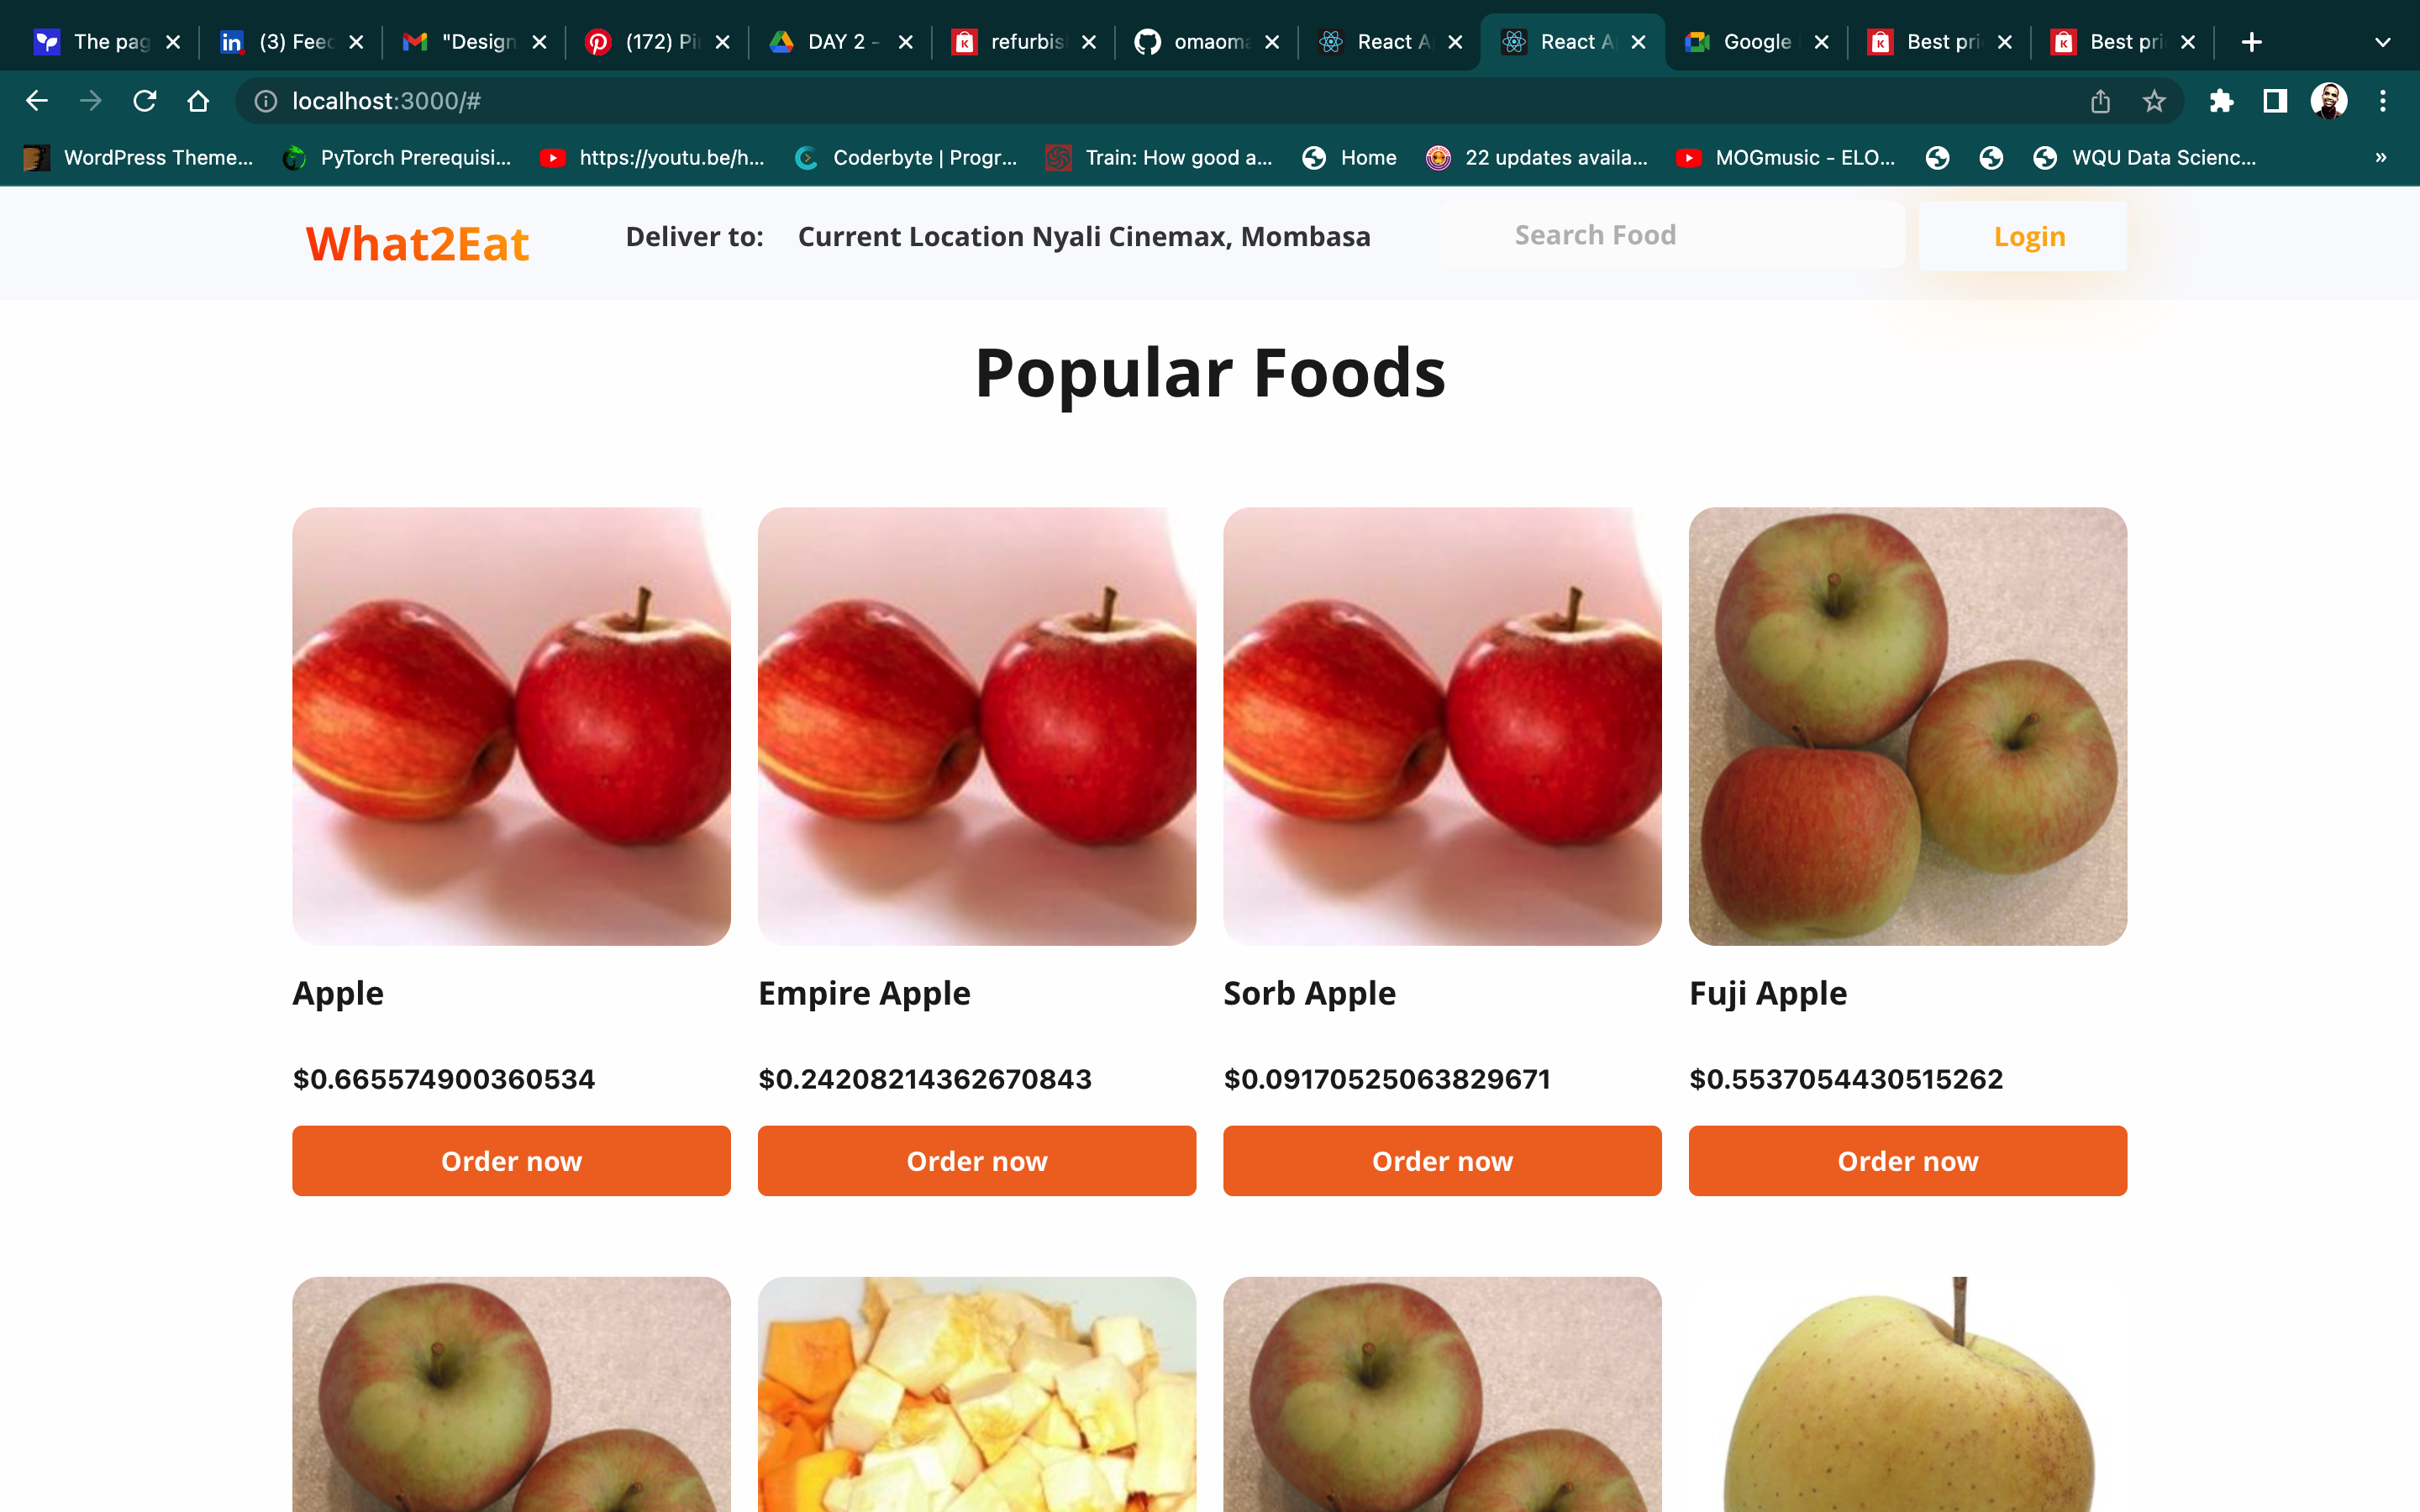 The pag
(3) Feed
"Design
(172) Pi
DAY 2 -
refurbis
omaoma
React A
React A
Google
Best pri
Best pri
localhost:3000/#
WordPress Theme...
PyTorch Prerequisi...
https://youtu.be/h...
Coderbyte | Progr...
Train: How good a...
Home
22 updates availa...
MOGmusic - ELO...
WQU Data Scienc...
»
What2Eat
Deliver to:
Current Location Nyali Cinemax, Mombasa
Search Food
Login
Popular Foods
Apple
Empire Apple
Sorb Apple
Fuji Apple
$0.665574900360534
$0.24208214362670843
$0.09170525063829671
$0.5537054430515262
Order now
Order now
Order now
Order now